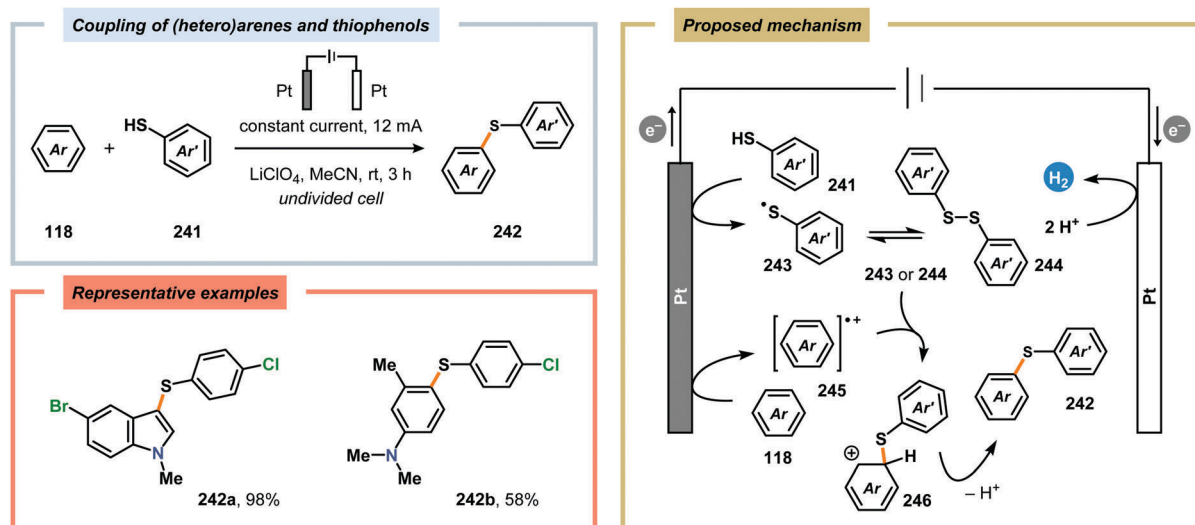 Coupling of (hetero)arenes and thiophenols
Pt
Pt
HS
Ar
+
Ar'
constant current, 12 mA
LiClO₄, MeCN, rt, 3 h
undivided cell
S
Ar
Ar'
118
241
242
Representative examples
Br
S
Cl
N
Me
242a, 98%
Me
S
Cl
Me
N
Me
242b, 58%
Proposed mechanism
e⁻
e⁻
Pt
HS
Ar'
241
•S
Ar'
243
Ar'
S–S
Ar'
244
243 or 244
H₂
2 H⁺
Pt
[Ar]•+
245
Ar
118
Ar'
S
H
⊕
Ar
246
– H⁺
S
Ar'
Ar
242